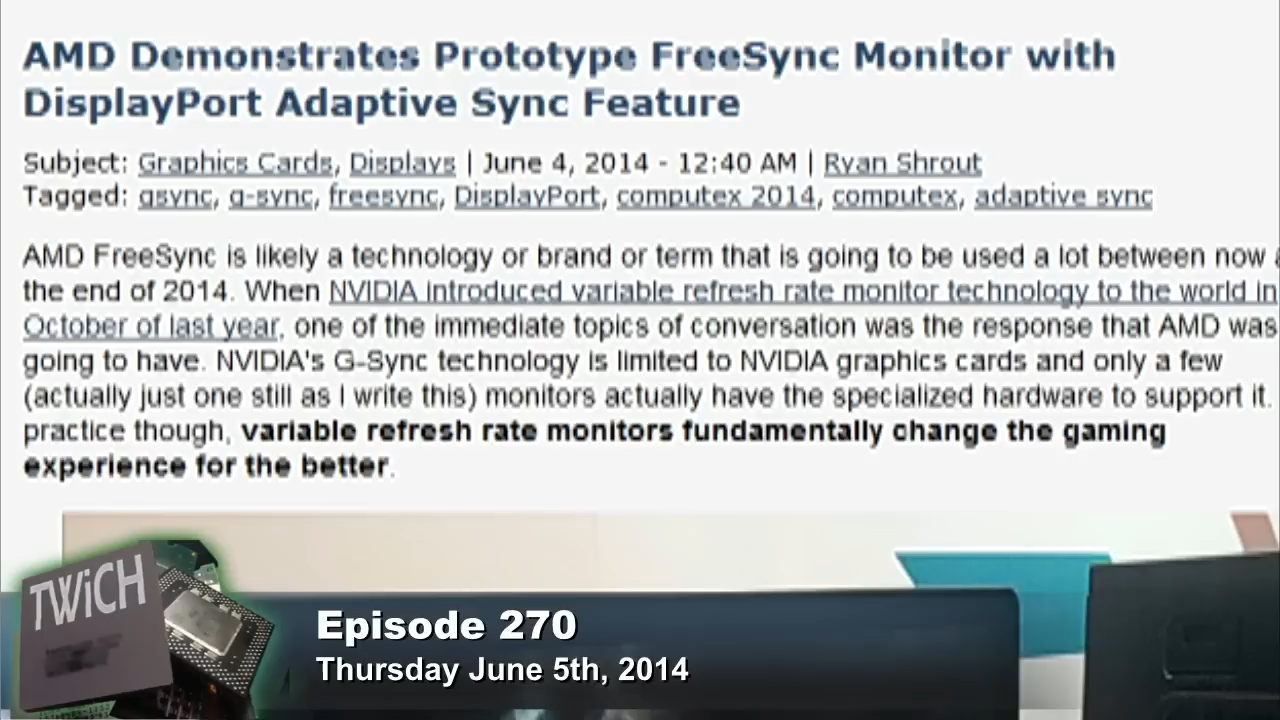 AMD Demonstrates Prototype FreeSync Monitor with
DisplayPort Adaptive Sync Feature
Subject: Graphics Cards, Displays | June 4, 2014 - 12:40 AM | Ryan Shrout
Tagged: gsync, g-sync, freesync, DisplayPort, computex 2014, computex, adaptive sync
AMD FreeSync is likely a technology or brand or term that is going to be used a lot between now
the end of 2014. When NVIDIA introduced variable refresh rate monitor technology to the world in
October of last year, one of the immediate topics of conversation was the response that AMD was
going to have. NVIDIA's G-Sync technology is limited to NVIDIA graphics cards and only a few
(actually just one still as I write this) monitors actually have the specialized hardware to support it.
practice though, variable refresh rate monitors fundamentally change the gaming
experience for the better.
TWiCH
Episode 270
Thursday June 5th, 2014